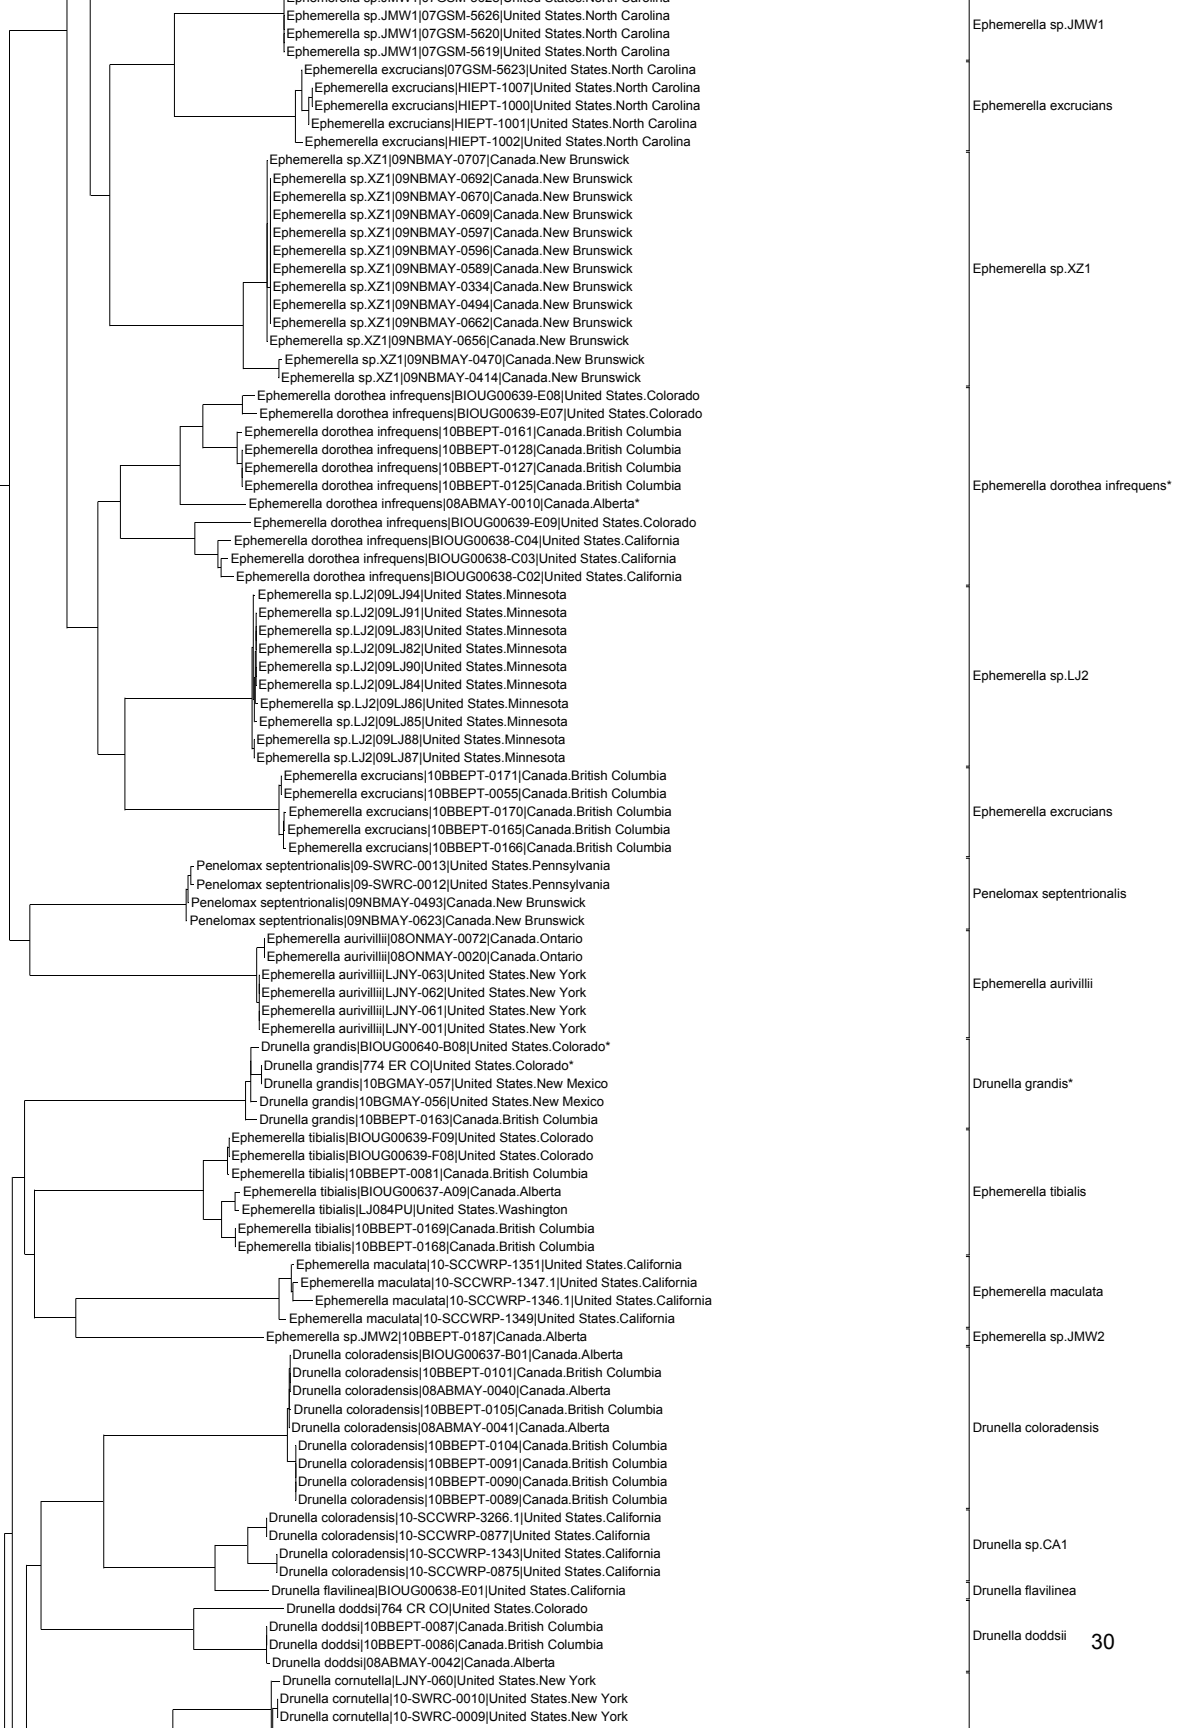 Ephemerella sp.JMW1|07GSM-5626|United States.North Carolina
Ephemerella sp.JMW1
Ephemerella sp.JMW1|07GSM-5620|United States.North Carolina
Ephemerella sp.JMW1|07GSM-5619|United States.North Carolina
Ephemerella excrucians|07GSM-5623|United States.North Carolina
Ephemerella excrucians|HIEPT-1007|United States.North Carolina
Ephemerella excrucians|HIEPT-1000|United States.North Carolina
Ephemerella excrucians
Ephemerella excrucians|HIEPT-1001|United States.North Carolina
Ephemerella excrucians|HIEPT-1002|United States.North Carolina
Ephemerella sp.XZ1|09NBMAY-0707|Canada.New Brunswick
Ephemerella sp.XZ1|09NBMAY-0692|Canada.New Brunswick
Ephemerella sp.XZ1|09NBMAY-0670|Canada.New Brunswick
Ephemerella sp.XZ1|09NBMAY-0609|Canada.New Brunswick
Ephemerella sp.XZ1|09NBMAY-0597|Canada.New Brunswick
Ephemerella sp.XZ1|09NBMAY-0596|Canada.New Brunswick
Ephemerella sp.XZ1|09NBMAY-0589|Canada.New Brunswick
Ephemerella sp.XZ1
Ephemerella sp.XZ1|09NBMAY-0334|Canada.New Brunswick
Ephemerella sp.XZ1|09NBMAY-0494|Canada.New Brunswick
Ephemerella sp.XZ1|09NBMAY-0662|Canada.New Brunswick
Ephemerella sp.XZ1|09NBMAY-0656|Canada.New Brunswick
Ephemerella sp.XZ1|09NBMAY-0470|Canada.New Brunswick
Ephemerella sp.XZ1|09NBMAY-0414|Canada.New Brunswick
Ephemerella dorothea infrequens|BIOUG00639-E08|United States.Colorado
Ephemerella dorothea infrequens|BIOUG00639-E07|United States.Colorado
Ephemerella dorothea infrequens|10BBEPT-0161|Canada.British Columbia
Ephemerella dorothea infrequens|10BBEPT-0128|Canada.British Columbia
Ephemerella dorothea infrequens|10BBEPT-0127|Canada.British Columbia
Ephemerella dorothea infrequens|10BBEPT-0125|Canada.British Columbia
Ephemerella dorothea infrequens*
Ephemerella dorothea infrequens|08ABMAY-0010|Canada.Alberta*
Ephemerella dorothea infrequens|BIOUG00639-E09|United States.Colorado
Ephemerella dorothea infrequens|BIOUG00638-C04|United States.California
Ephemerella dorothea infrequens|BIOUG00638-C03|United States.California
Ephemerella dorothea infrequens|BIOUG00638-C02|United States.California
Ephemerella sp.LJ2|09LJ94|United States.Minnesota
Ephemerella sp.LJ2|09LJ91|United States.Minnesota
Ephemerella sp.LJ2|09LJ83|United States.Minnesota
Ephemerella sp.LJ2|09LJ82|United States.Minnesota
Ephemerella sp.LJ2|09LJ90|United States.Minnesota
Ephemerella sp.LJ2
Ephemerella sp.LJ2|09LJ84|United States.Minnesota
Ephemerella sp.LJ2|09LJ86|United States.Minnesota
Ephemerella sp.LJ2|09LJ85|United States.Minnesota
Ephemerella sp.LJ2|09LJ88|United States.Minnesota
Ephemerella sp.LJ2|09LJ87|United States.Minnesota
Ephemerella excrucians|10BBEPT-0171|Canada.British Columbia
Ephemerella excrucians|10BBEPT-0055|Canada.British Columbia
Ephemerella excrucians|10BBEPT-0170|Canada.British Columbia
Ephemerella excrucians
Ephemerella excrucians|10BBEPT-0165|Canada.British Columbia
Ephemerella excrucians|10BBEPT-0166|Canada.British Columbia
Penelomax septentrionalis|09-SWRC-0013|United States.Pennsylvania
Penelomax septentrionalis|09-SWRC-0012|United States.Pennsylvania
Penelomax septentrionalis
Penelomax septentrionalis|09NBMAY-0493|Canada.New Brunswick
Penelomax septentrionalis|09NBMAY-0623|Canada.New Brunswick
Ephemerella aurivillii|08ONMAY-0072|Canada.Ontario
Ephemerella aurivillii|08ONMAY-0020|Canada.Ontario
Ephemerella aurivillii|LJNY-063|United States.New York
Ephemerella aurivillii
Ephemerella aurivillii|LJNY-062|United States.New York
Ephemerella aurivillii|LJNY-061|United States.New York
Ephemerella aurivillii|LJNY-001|United States.New York
Drunella grandis|BIOUG00640-B08|United States.Colorado*
Drunella grandis|774 ER CO|United States.Colorado*
Drunella grandis|10BGMAY-057|United States.New Mexico
Drunella grandis*
Drunella grandis|10BGMAY-056|United States.New Mexico
Drunella grandis|10BBEPT-0163|Canada.British Columbia
Ephemerella tibialis|BIOUG00639-F09|United States.Colorado
Ephemerella tibialis|BIOUG00639-F08|United States.Colorado
Ephemerella tibialis|10BBEPT-0081|Canada.British Columbia
Ephemerella tibialis|BIOUG00637-A09|Canada.Alberta
Ephemerella tibialis
Ephemerella tibialis|LJ084PU|United States.Washington
Ephemerella tibialis|10BBEPT-0169|Canada.British Columbia
Ephemerella tibialis|10BBEPT-0168|Canada.British Columbia
Ephemerella maculata|10-SCCWRP-1351|United States.California
Ephemerella maculata|10-SCCWRP-1347.1|United States.California
Ephemerella maculata
Ephemerella maculata|10-SCCWRP-1346.1|United States.California
Ephemerella maculata|10-SCCWRP-1349|United States.California
Ephemerella sp.JMW2|10BBEPT-0187|Canada.Alberta
Ephemerella sp.JMW2
Drunella coloradensis|BIOUG00637-B01|Canada.Alberta
Drunella coloradensis|10BBEPT-0101|Canada.British Columbia
Drunella coloradensis|08ABMAY-0040|Canada.Alberta
Drunella coloradensis|10BBEPT-0105|Canada.British Columbia
Drunella coloradensis|08ABMAY-0041|Canada.Alberta
Drunella coloradensis
Drunella coloradensis|10BBEPT-0104|Canada.British Columbia
Drunella coloradensis|10BBEPT-0091|Canada.British Columbia
Drunella coloradensis|10BBEPT-0090|Canada.British Columbia
Drunella coloradensis|10BBEPT-0089|Canada.British Columbia
Drunella coloradensis|10-SCCWRP-3266.1|United States.California
Drunella coloradensis|10-SCCWRP-0877|United States.California
Drunella sp.CA1
Drunella coloradensis|10-SCCWRP-1343|United States.California
Drunella coloradensis|10-SCCWRP-0875|United States.California
Drunella flavilinea|BIOUG00638-E01|United States.California
Drunella flavilinea
Drunella doddsi|764 CR CO|United States.Colorado
Drunella doddsi|10BBEPT-0087|Canada.British Columbia
Drunella doddsii
30
Drunella doddsi|10BBEPT-0086|Canada.British Columbia
Drunella doddsi|08ABMAY-0042|Canada.Alberta
Drunella cornutella|LJNY-060|United States.New York
Drunella cornutella|10-SWRC-0010|United States.New York
Drunella cornutella|10-SWRC-0009|United States.New York